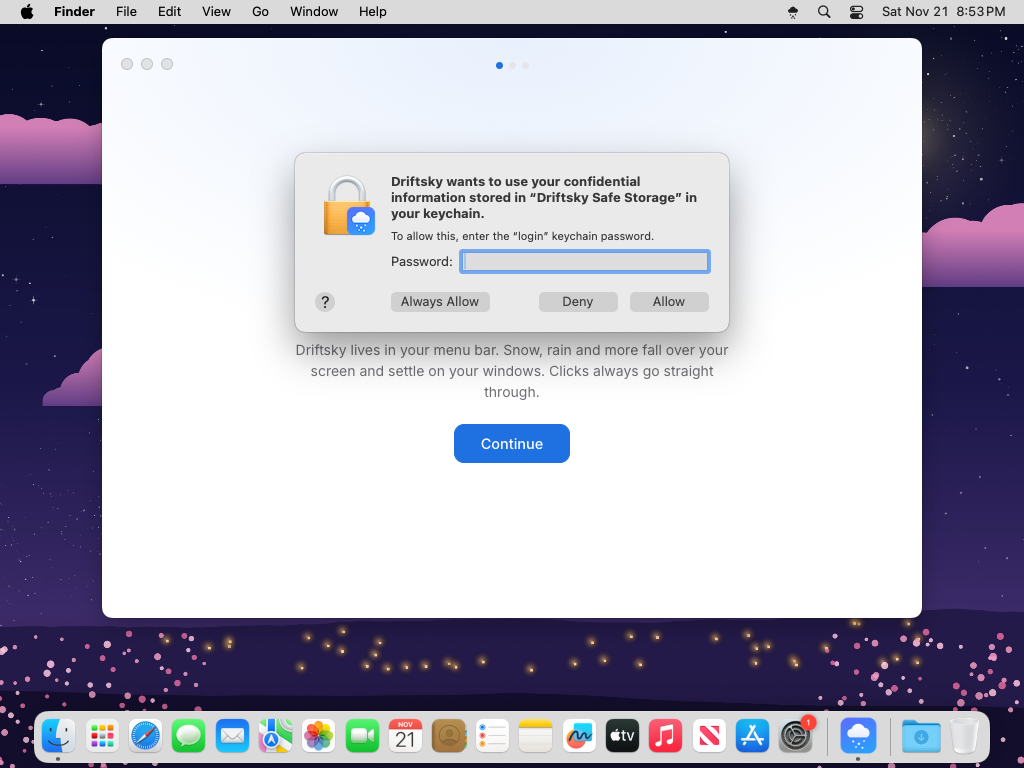 Finder File Edit View Go Window Help Sat Nov 21 8:53 PM
Driftsky wants to use your confidential
information stored in “Driftsky Safe Storage” in
your keychain.
To allow this, enter the “login” keychain password.
Password:
? Always Allow Deny Allow
Driftsky lives in your menu bar. Snow, rain and more fall over your
screen and settle on your windows. Clicks always go straight
through.
Continue
NOV
21
tv
1